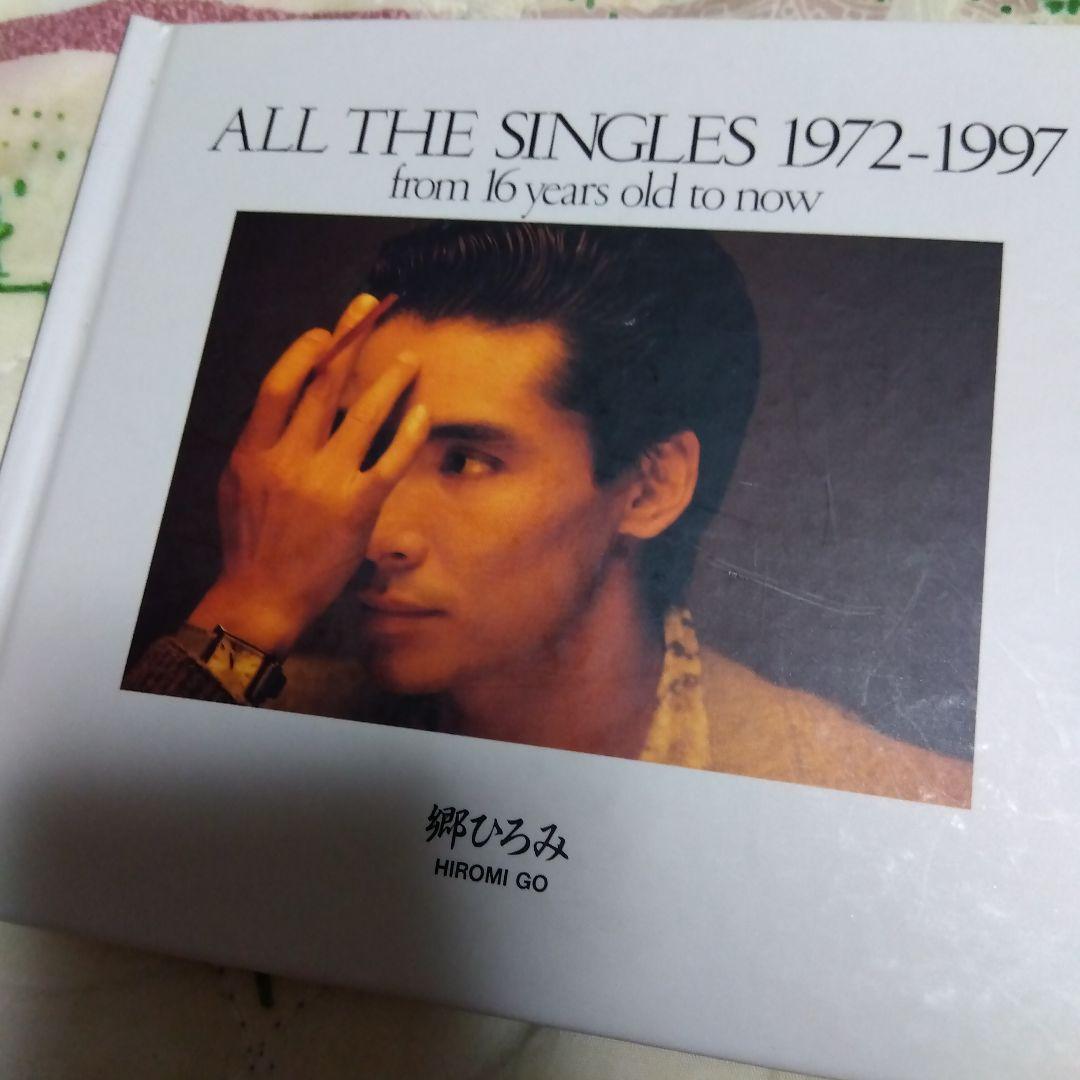 ALL THE SINGLES 1972-1997
from 16 years old to now
郷ひろみ
HIROMI GO